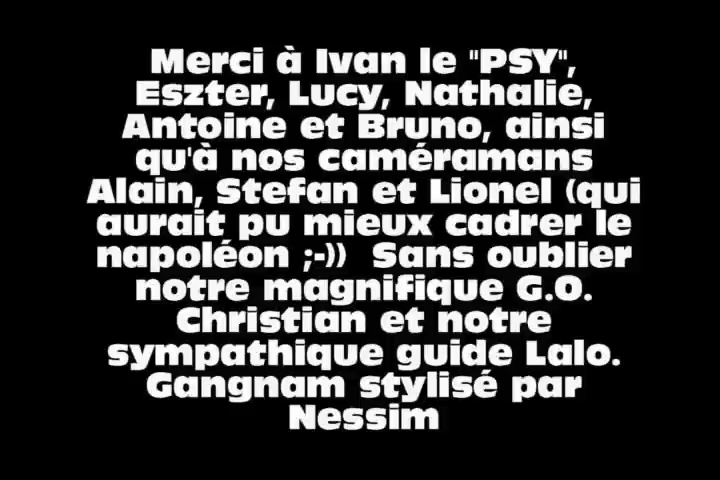 Merci à Ivan le "PSY",
Eszter, Lucy, Nathalie,
Antoine et Bruno, ainsi
qu'à nos caméramans
Alain, Stefan et Lionel (qui
aurait pu mieux cadrer le
napoléon ;-))  Sans oublier
notre magnifique G.O.
Christian et notre
sympathique guide Lalo.
Gangnam stylisé par
Nessim